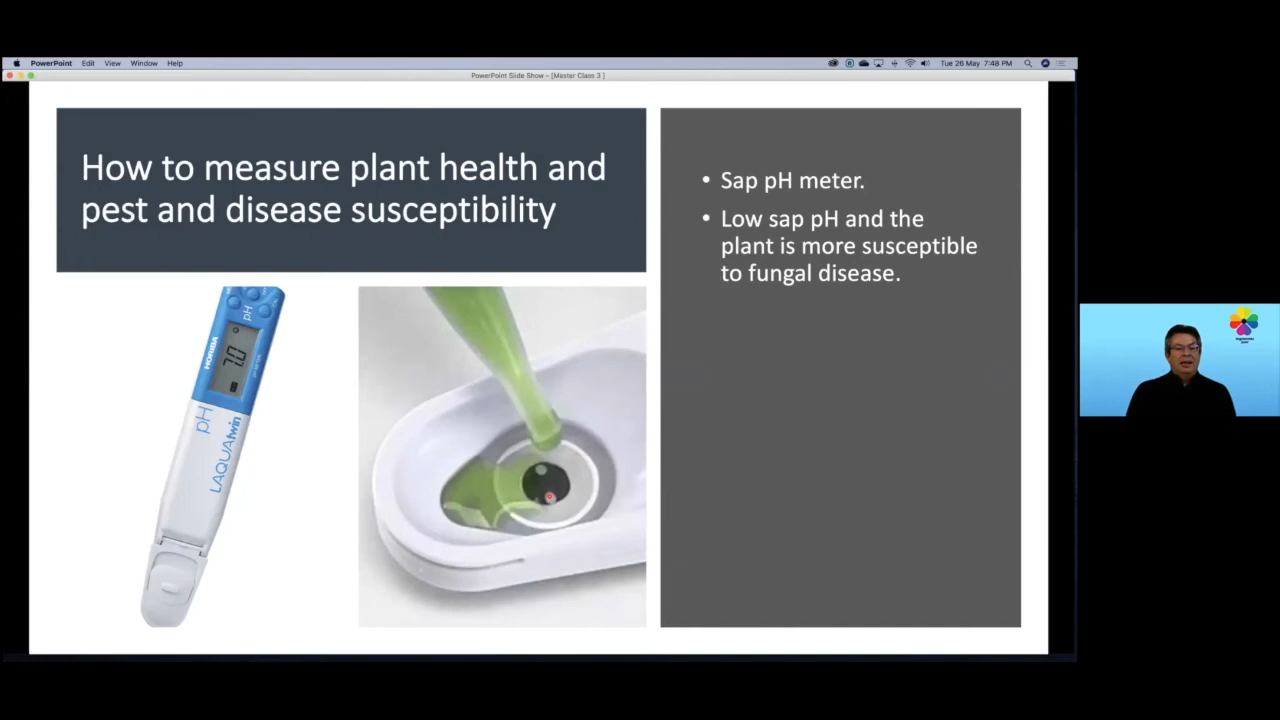 PowerPoint Edit View Window Help
Tue 26 May 7:48 PM
PowerPoint Slide Show – [Master Class 3 ]
How to measure plant health and
pest and disease susceptibility
• Sap pH meter.
• Low sap pH and the
plant is more susceptible
to fungal disease.
pH
HORIBA
7.0
pH
LAQUAtwin